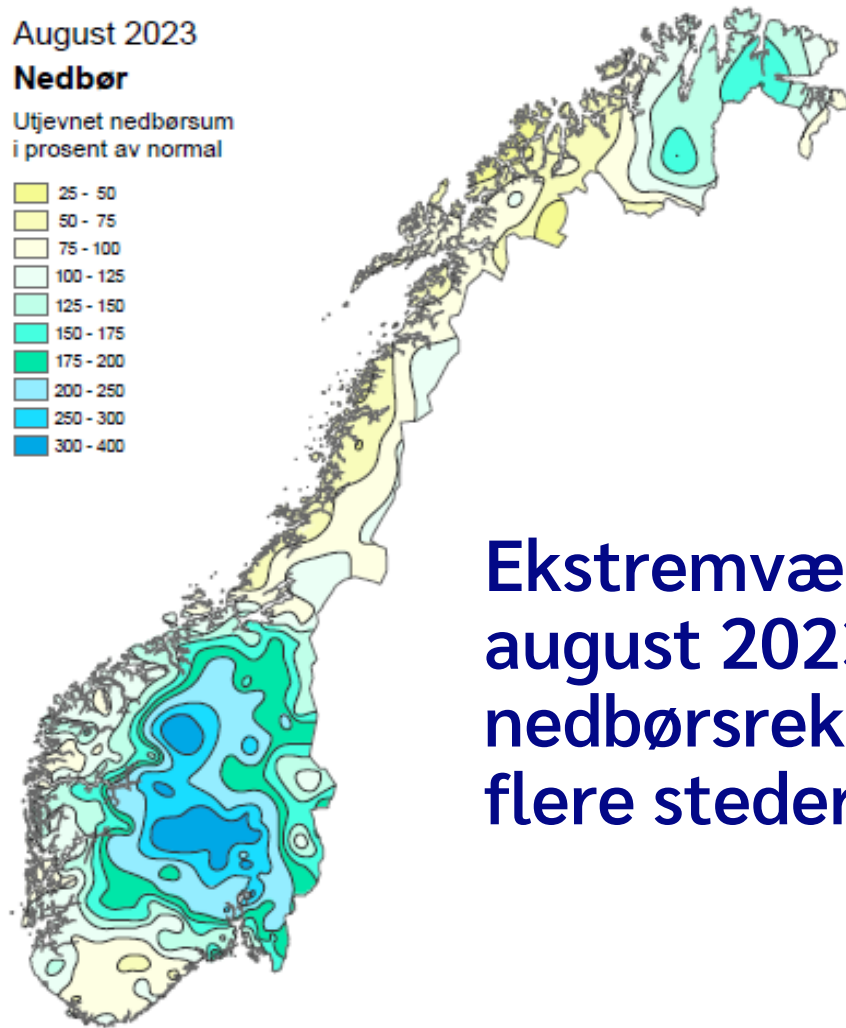 August 2023
Nedbør
Utjevnet nedbørsum
i prosent av normal
25 - 50
50 - 75
75 - 100
100 - 125
125 - 150
150 - 175
175 - 200
200 - 250
250 - 300
300 - 400
august
flere steder